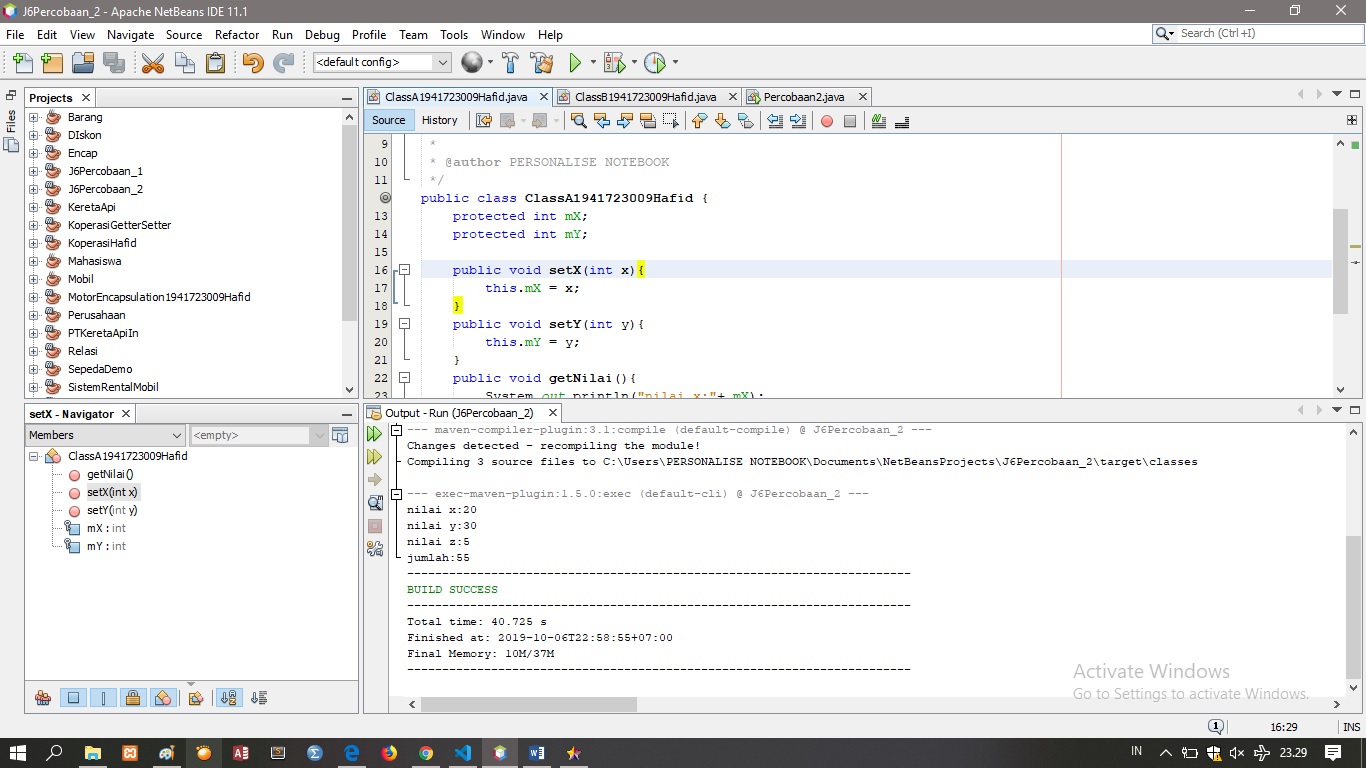 J6Percobaan_2 - Apache NetBeans IDE 11.1
File Edit View Navigate Source Refactor Run Debug Profile Team Tools Window Help
Search (Ctrl+I)
<default config>
Files
Projects
Barang
DIskon
Encap
J6Percobaan_1
J6Percobaan_2
KeretaApi
KoperasiGetterSetter
KoperasiHafid
Mahasiswa
Mobil
MotorEncapsulation1941723009Hafid
Perusahaan
PTKeretaApiIn
Relasi
SepedaDemo
SistemRentalMobil
ClassA1941723009Hafid.java ClassB1941723009Hafid.java Percobaan2.java
Source History
9 *
10 * @author PERSONALISE NOTEBOOK
11 */
public class ClassA1941723009Hafid {
13 protected int mX;
14 protected int mY;
15
16 public void setX(int x){
17 this.mX = x;
18 }
19 public void setY(int y){
20 this.mY = y;
21 }
22 public void getNilai(){
23 System.out.println("nilai x:"+ mX);
setX - Navigator
Members <empty>
ClassA1941723009Hafid
getNilai()
setX(int x)
setY(int y)
mX : int
mY : int
Output - Run (J6Percobaan_2)
--- maven-compiler-plugin:3.1:compile (default-compile) @ J6Percobaan_2 ---
Changes detected - recompiling the module!
Compiling 3 source files to C:\Users\PERSONALISE NOTEBOOK\Documents\NetBeansProjects\J6Percobaan_2\target\classes
--- exec-maven-plugin:1.5.0:exec (default-cli) @ J6Percobaan_2 ---
nilai x:20
nilai y:30
nilai z:5
jumlah:55
------------------------------------------------------------------------
BUILD SUCCESS
------------------------------------------------------------------------
Total time: 40.725 s
Finished at: 2019-10-06T22:58:55+07:00
Final Memory: 10M/37M
------------------------------------------------------------------------
Activate Windows
Go to Settings to activate Windows.
1 16:29 INS
IN 23.29